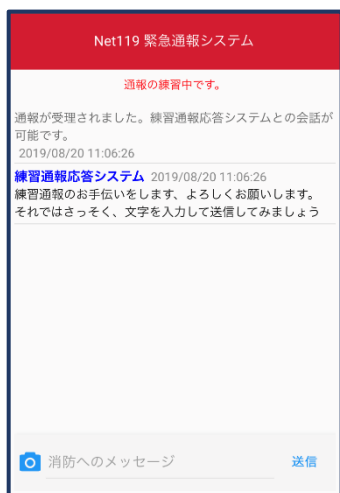 Net119 緊急通報システム
通報の練習中です。
通報が受理されました。練習通報応答システムとの会話が
可能です。
2019/08/20 11:06:26
練習通報応答システム 2019/08/20 11:06:26
練習通報のお手伝いをします、よろしくお願いします。
それではさっそく、文字を入力して送信してみましょう
消防へのメッセージ 送信